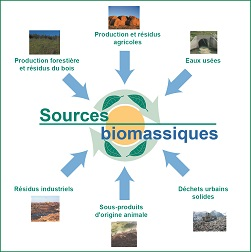 Production et résidus
agricoles
Production forestière
et résidus du bois
Eaux usées
Sources
biomassiques
Résidus industriels
Sous-produits
d'origine animale
Déchets urbains
solides